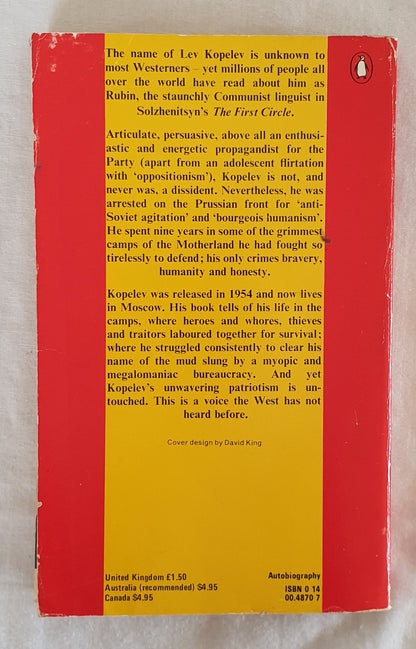 The name of Lev Kopelev is unknown to
most Westerners – yet millions of people all
over the world have read about him as
Rubin, the staunchly Communist linguist in
Solzhenitsyn's The First Circle.
Articulate, persuasive, above all an enthusi-
astic and energetic propagandist for the
Party (apart from an adolescent flirtation
with 'oppositionism'), Kopelev is not, and
never was, a dissident. Nevertheless, he was
arrested on the Prussian front for 'anti-
Soviet agitation' and 'bourgeois humanism'.
He spent nine years in some of the grimmest
camps of the Motherland he had fought so
tirelessly to defend; his only crimes bravery,
humanity and honesty.
Kopelev was released in 1954 and now lives
in Moscow. His book tells of his life in the
camps, where heroes and whores, thieves
and traitors laboured together for survival;
where he struggled consistently to clear his
name of the mud slung by a myopic and
megalomaniac bureaucracy. And yet
Kopelev's unwavering patriotism is un-
touched. This is a voice the West has not
heard before.
Cover design by David King
United Kingdom £1.50
Australia (recommended) $4.95
Canada $4.95
Autobiography
ISBN 0 14
00.4870 7